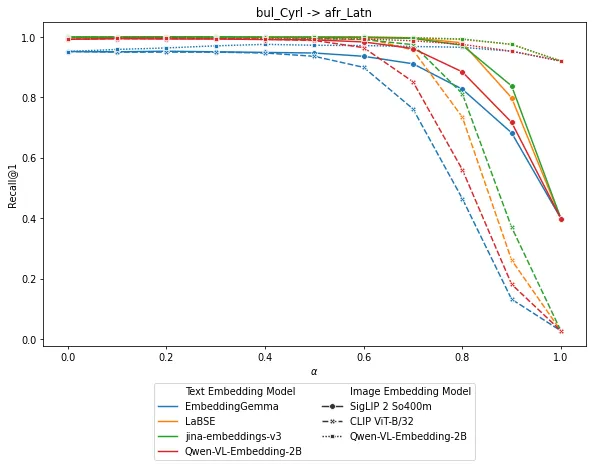 bul_Cyrl -> afr_Latn
Recall@1
1.0
0.8
0.6
0.4
0.2
0.0
0.0 0.2 0.4 0.6 0.8 1.0
α
Text Embedding Model Image Embedding Model
EmbeddingGemma SigLIP 2 So400m
LaBSE CLIP ViT-B/32
jina-embeddings-v3 Qwen-VL-Embedding-2B
Qwen-VL-Embedding-2B